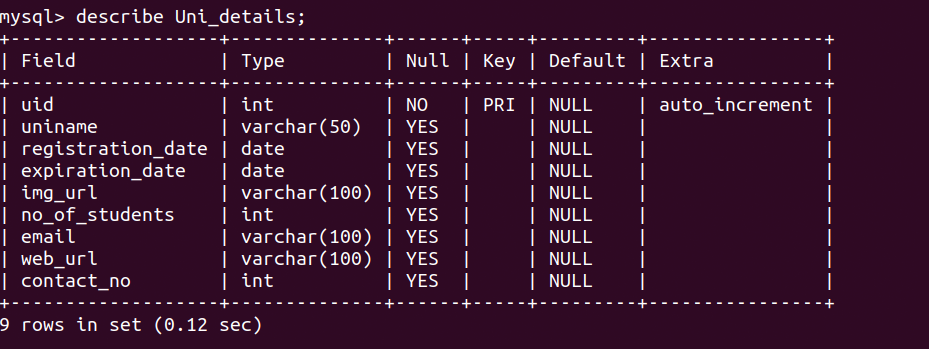 mysql> describe Uni_details;
+-------------------+--------------+------+-----+---------+----------------+
| Field             | Type         | Null | Key | Default | Extra          |
+-------------------+--------------+------+-----+---------+----------------+
| uid               | int          | NO   | PRI | NULL    | auto_increment |
| uniname           | varchar(50)  | YES  |     | NULL    |                |
| registration_date | date         | YES  |     | NULL    |                |
| expiration_date   | date         | YES  |     | NULL    |                |
| img_url           | varchar(100) | YES  |     | NULL    |                |
| no_of_students    | int          | YES  |     | NULL    |                |
| email             | varchar(100) | YES  |     | NULL    |                |
| web_url           | varchar(100) | YES  |     | NULL    |                |
| contact_no        | int          | YES  |     | NULL    |                |
+-------------------+--------------+------+-----+---------+----------------+
9 rows in set (0.12 sec)